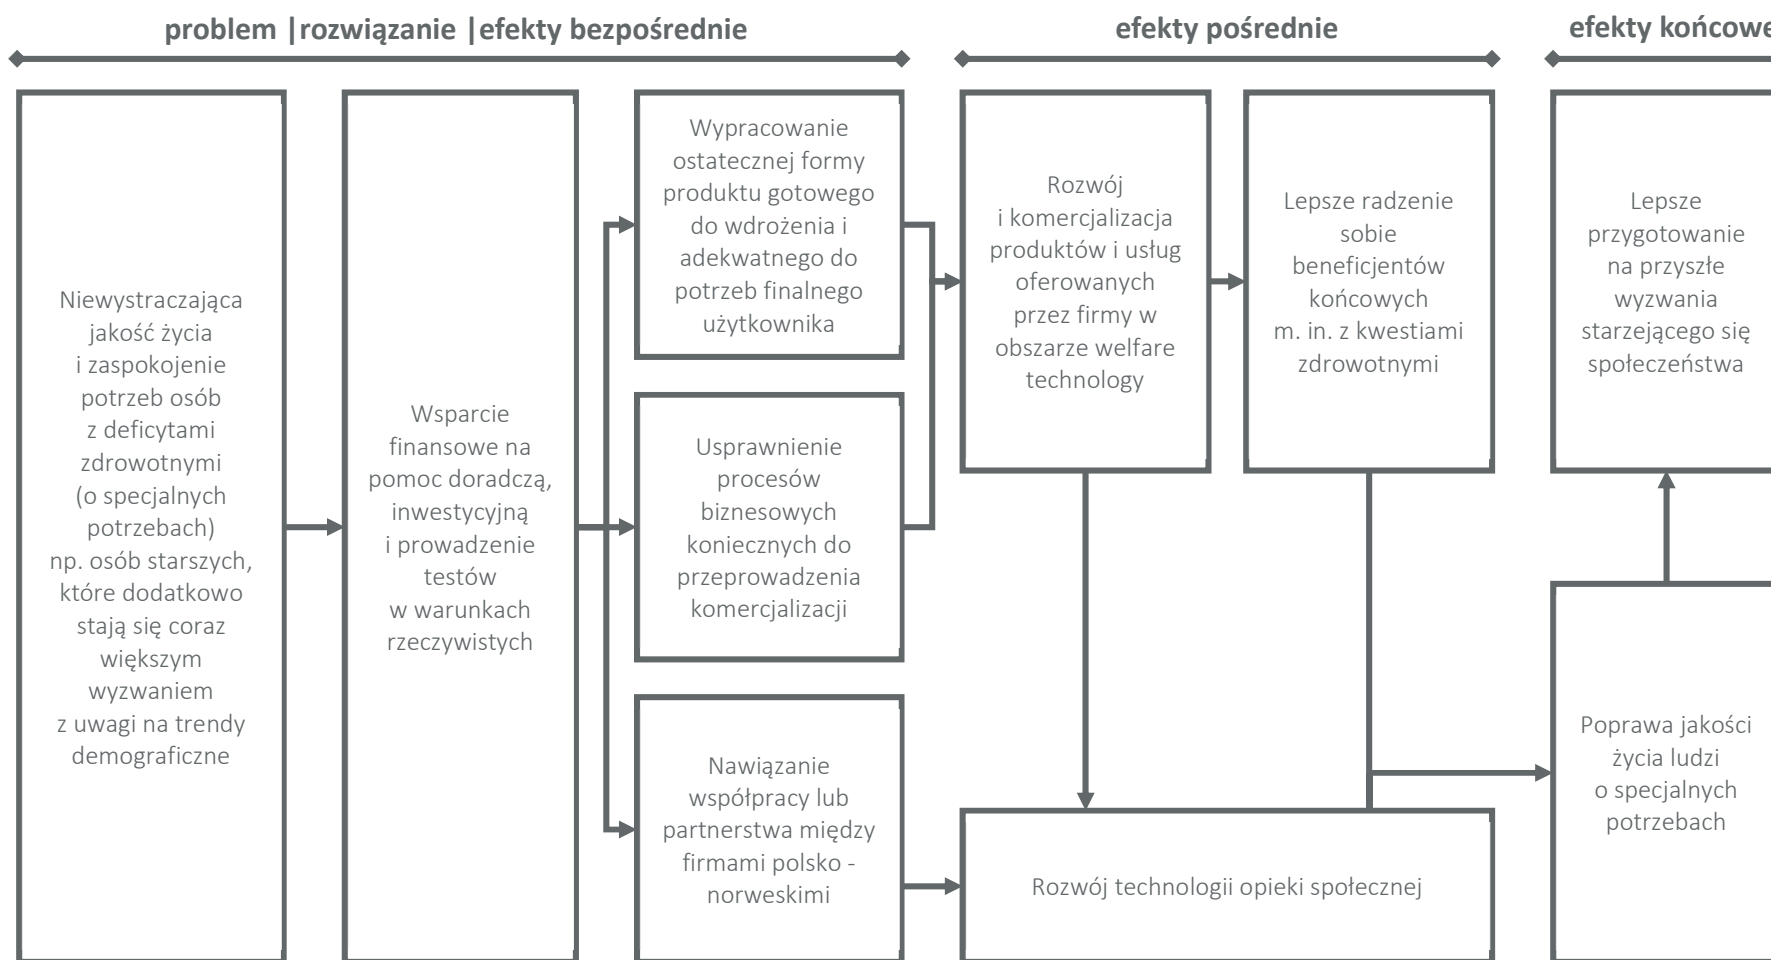 problem |rozwiązanie |efekty bezpośrednie
efekty pośrednie
efekty końcowe
Niewystraczająca
jakość życia
i zaspokojenie
potrzeb osób
z deficytami
zdrowotnymi
(o specjalnych
potrzebach)
np. osób starszych,
które dodatkowo
stają się coraz
większym
wyzwaniem
z uwagi na trendy
demograficzne
Wsparcie
finansowe na
pomoc doradczą,
inwestycyjną
i prowadzenie
testów
w warunkach
rzeczywistych
Wypracowanie
ostatecznej formy
produktu gotowego
do wdrożenia i
adekwatnego do
potrzeb finalnego
użytkownika
Usprawnienie
procesów
biznesowych
koniecznych do
przeprowadzenia
komercjalizacji
Nawiązanie
współpracy lub
partnerstwa między
firmami polsko -
norweskimi
Rozwój
i komercjalizacja
produktów i usług
oferowanych
przez firmy w
obszarze welfare
technology
Lepsze radzenie
sobie
beneficjentów
końcowych
m. in. z kwestiami
zdrowotnymi
Rozwój technologii opieki społecznej
Lepsze
przygotowanie
na przyszłe
wyzwania
starzejącego się
społeczeństwa
Poprawa jakości
życia ludzi
o specjalnych
potrzebach